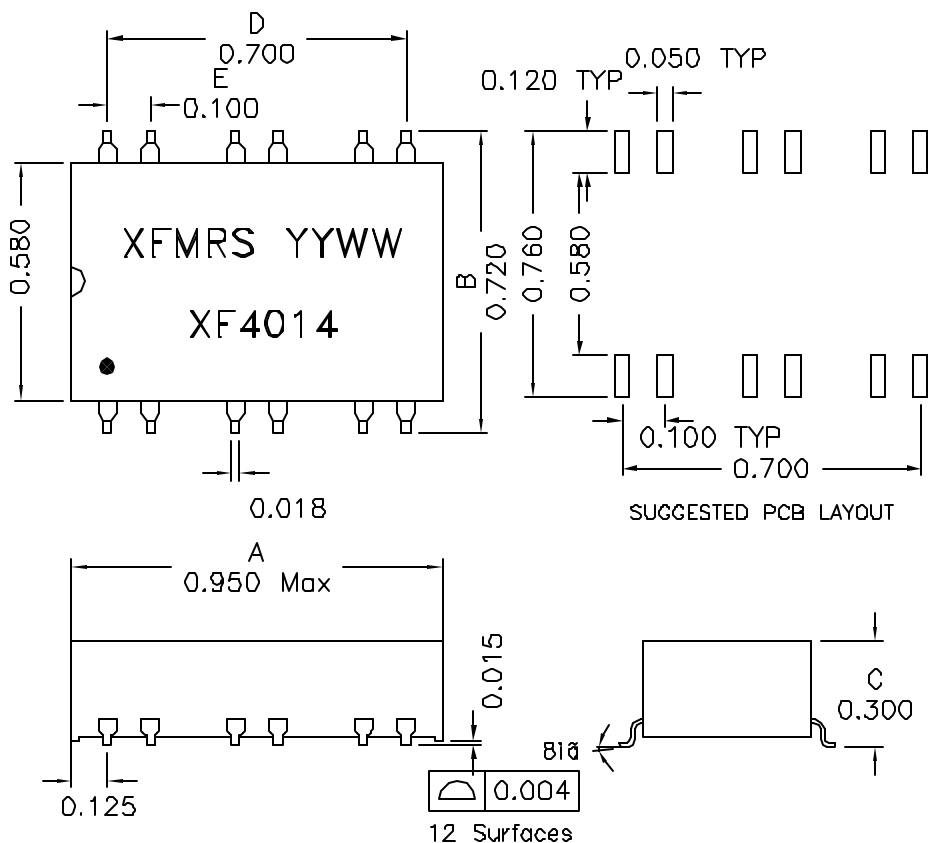 D
0.700
E
0.100
0.580
XFMRS YYWW
XF4014
B
0.720
0.018
0.120 TYP
0.050 TYP
0.760
0.580
0.100 TYP
0.700
SUGGESTED PCB LAYOUT
A
0.950 Max
0.015
0.125
0.004
12 Surfaces
C
0.300